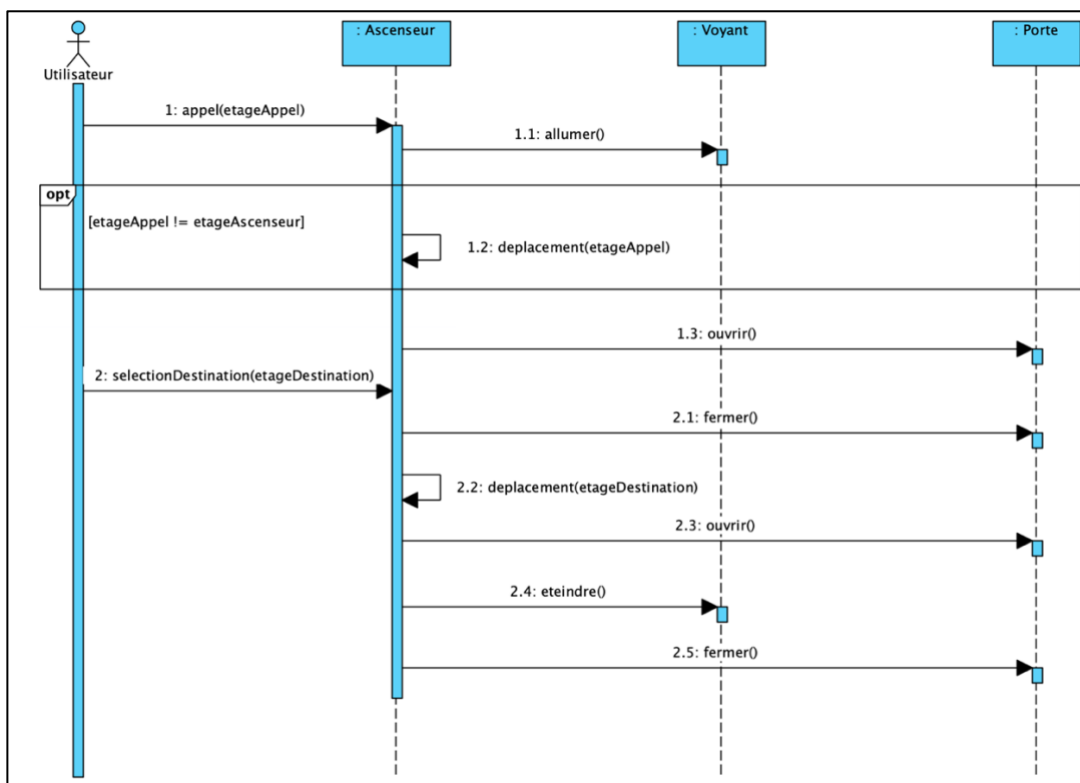 : Ascenseur
: Voyant
: Porte
Utilisateur
1: appel(etageAppel)
1.1: allumer()
opt
[etageAppel != etageAscenseur]
1.2: deplacement(etageAppel)
1.3: ouvrir()
2: selectionDestination(etageDestination)
2.1: fermer()
2.2: deplacement(etageDestination)
2.3: ouvrir()
2.4: eteindre()
2.5: fermer()